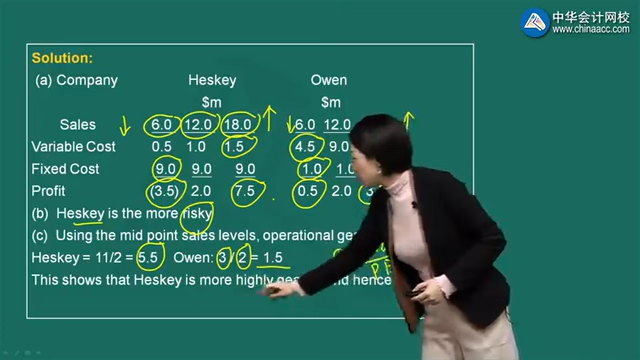 中华会计网校
www.chinaacc.com
Solution:
(a) Company Heskey Owen
$m $m
Sales 6.0 12.0 18.0 6.0 12.0
Variable Cost 0.5 1.0 1.5 4.5 9.0
Fixed Cost 9.0 9.0 9.0 1.0 1.0
Profit (3.5) 2.0 7.5 0.5 2.0 3
(b) Heskey is the more risky
(c) Using the mid point sales levels, operational
Heskey = 11/2 = 5.5 Owen: 3 / 2 = 1.5
This shows that Heskey is more highly hence